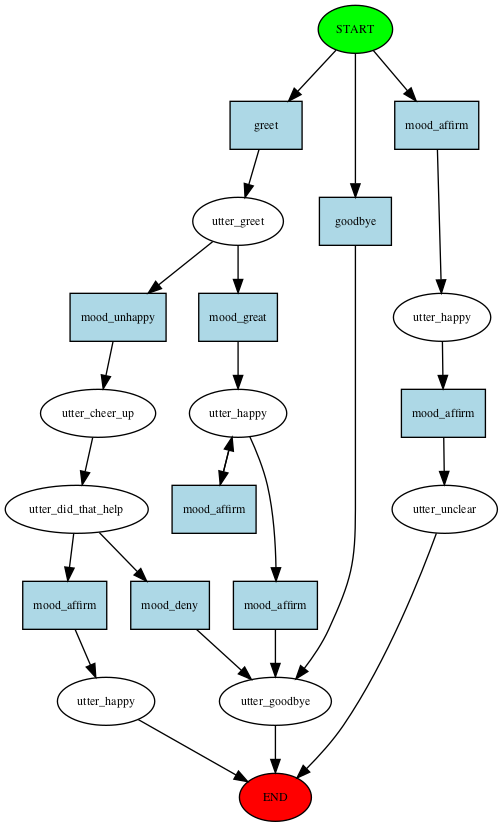 START
greet
mood_affirm
utter_greet
goodbye
mood_unhappy
mood_great
utter_happy
utter_cheer_up
utter_happy
mood_affirm
utter_did_that_help
mood_affirm
utter_unclear
mood_affirm
mood_deny
mood_affirm
utter_happy
utter_goodbye
END